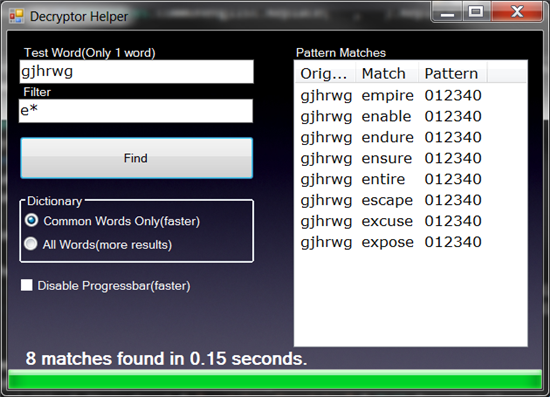 Decryptor Helper
Test Word(Only 1 word)
gjhrwg
Filter
e*
Find
Dictionary
Common Words Only(faster)
All Words(more results)
Disable Progressbar(faster)
Pattern Matches
Orig... Match Pattern
gjhrwg empire 012340
gjhrwg enable 012340
gjhrwg endure 012340
gjhrwg ensure 012340
gjhrwg entire 012340
gjhrwg escape 012340
gjhrwg excuse 012340
gjhrwg expose 012340
8 matches found in 0.15 seconds.